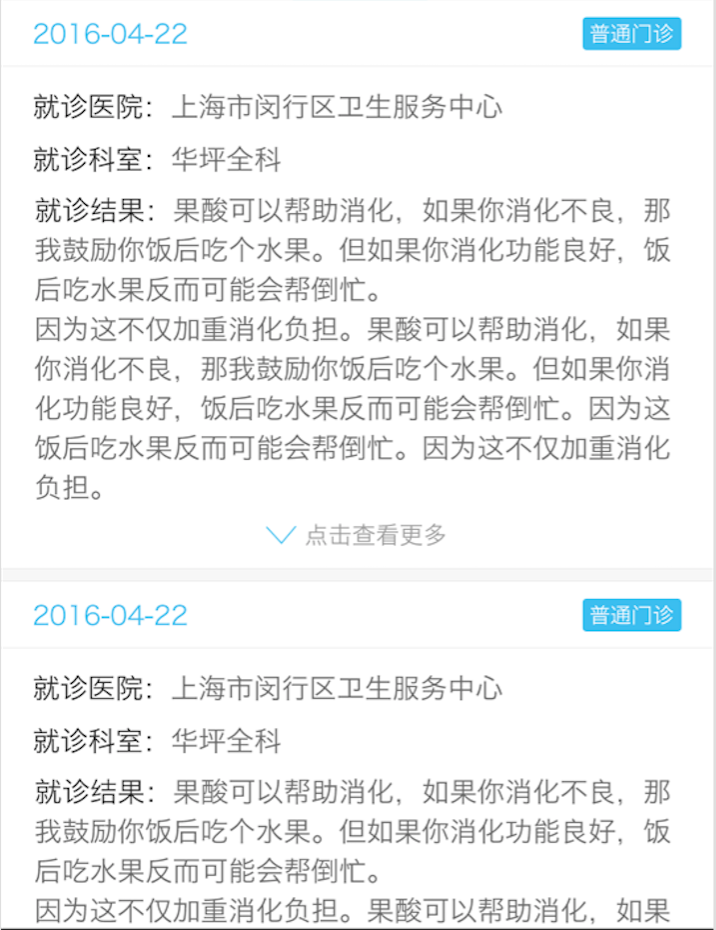 2016-04-22 普通门诊
就诊医院：上海市闵行区卫生服务中心
就诊科室：华坪全科
就诊结果：果酸可以帮助消化，如果你消化不良，那
我鼓励你饭后吃个水果。但如果你消化功能良好，饭
后吃水果反而可能会帮倒忙。
因为这不仅加重消化负担。果酸可以帮助消化，如果
你消化不良，那我鼓励你饭后吃个水果。但如果你消
化功能良好，饭后吃水果反而可能会帮倒忙。因为这
饭后吃水果反而可能会帮倒忙。因为这不仅加重消化
负担。
点击查看更多
2016-04-22 普通门诊
就诊医院：上海市闵行区卫生服务中心
就诊科室：华坪全科
就诊结果：果酸可以帮助消化，如果你消化不良，那
我鼓励你饭后吃个水果。但如果你消化功能良好，饭
后吃水果反而可能会帮倒忙。
因为这不仅加重消化负担。果酸可以帮助消化，如果